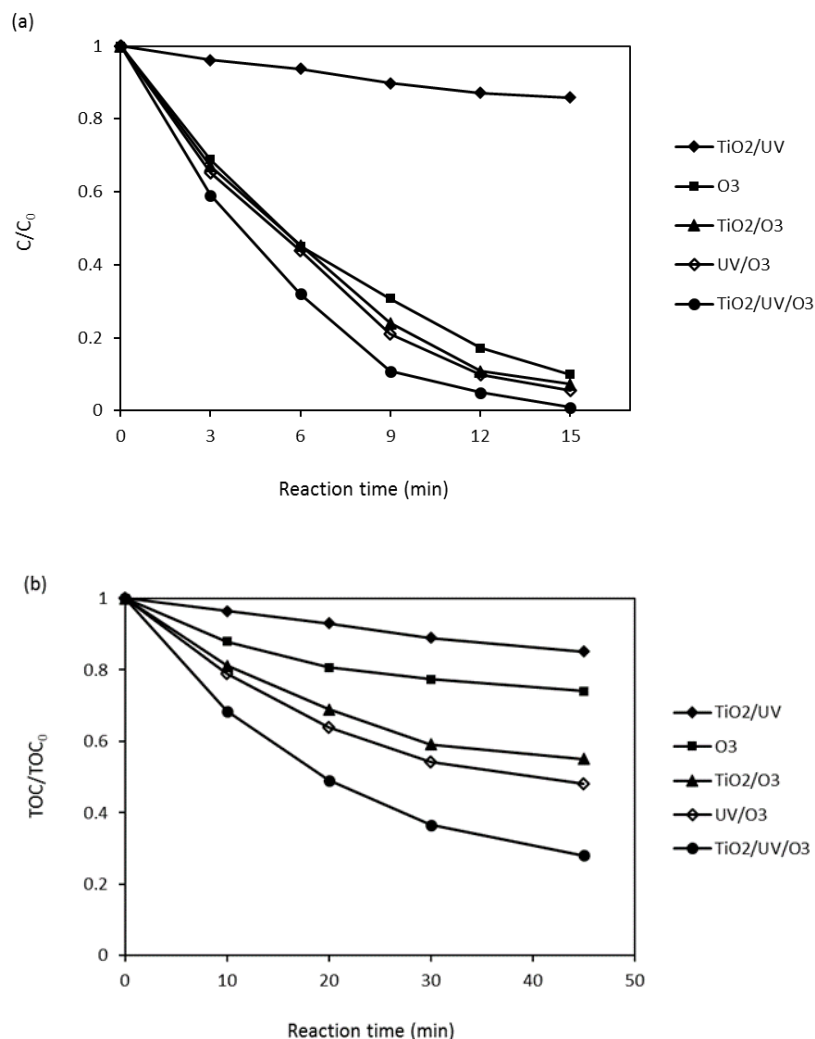 (a)
1
0.8
0.6
0.4
0.2
0
C/C₀
0 3 6 9 12 15
Reaction time (min)
TiO2/UV
O3
TiO2/O3
UV/O3
TiO2/UV/O3
(b)
1
0.8
0.6
0.4
0.2
0
TOC/TOC₀
0 10 20 30 40 50
Reaction time (min)
TiO2/UV
O3
TiO2/O3
UV/O3
TiO2/UV/O3